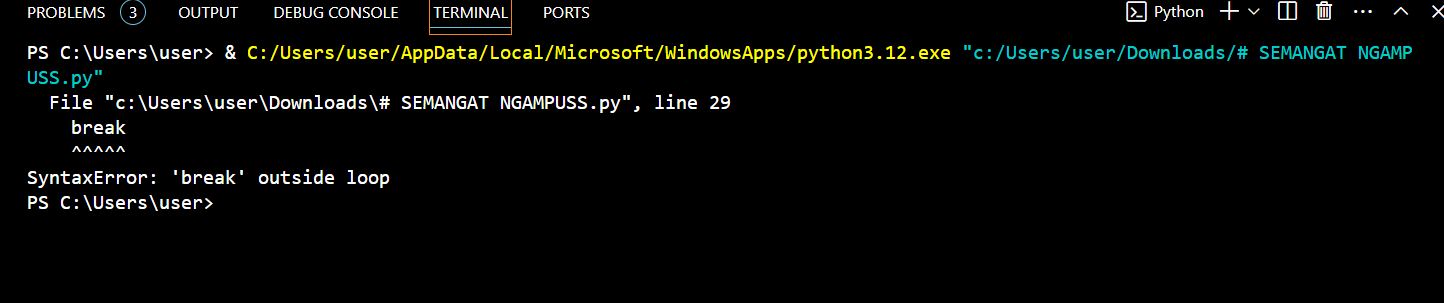 PROBLEMS 3 OUTPUT DEBUG CONSOLE TERMINAL PORTS Python
PS C:\Users\user> & C:/Users/user/AppData/Local/Microsoft/WindowsApps/python3.12.exe "c:/Users/user/Downloads/# SEMANGAT NGAMP
USS.py"
File "c:\Users\user\Downloads\# SEMANGAT NGAMPUSS.py", line 29
break
^^^^^
SyntaxError: 'break' outside loop
PS C:\Users\user>